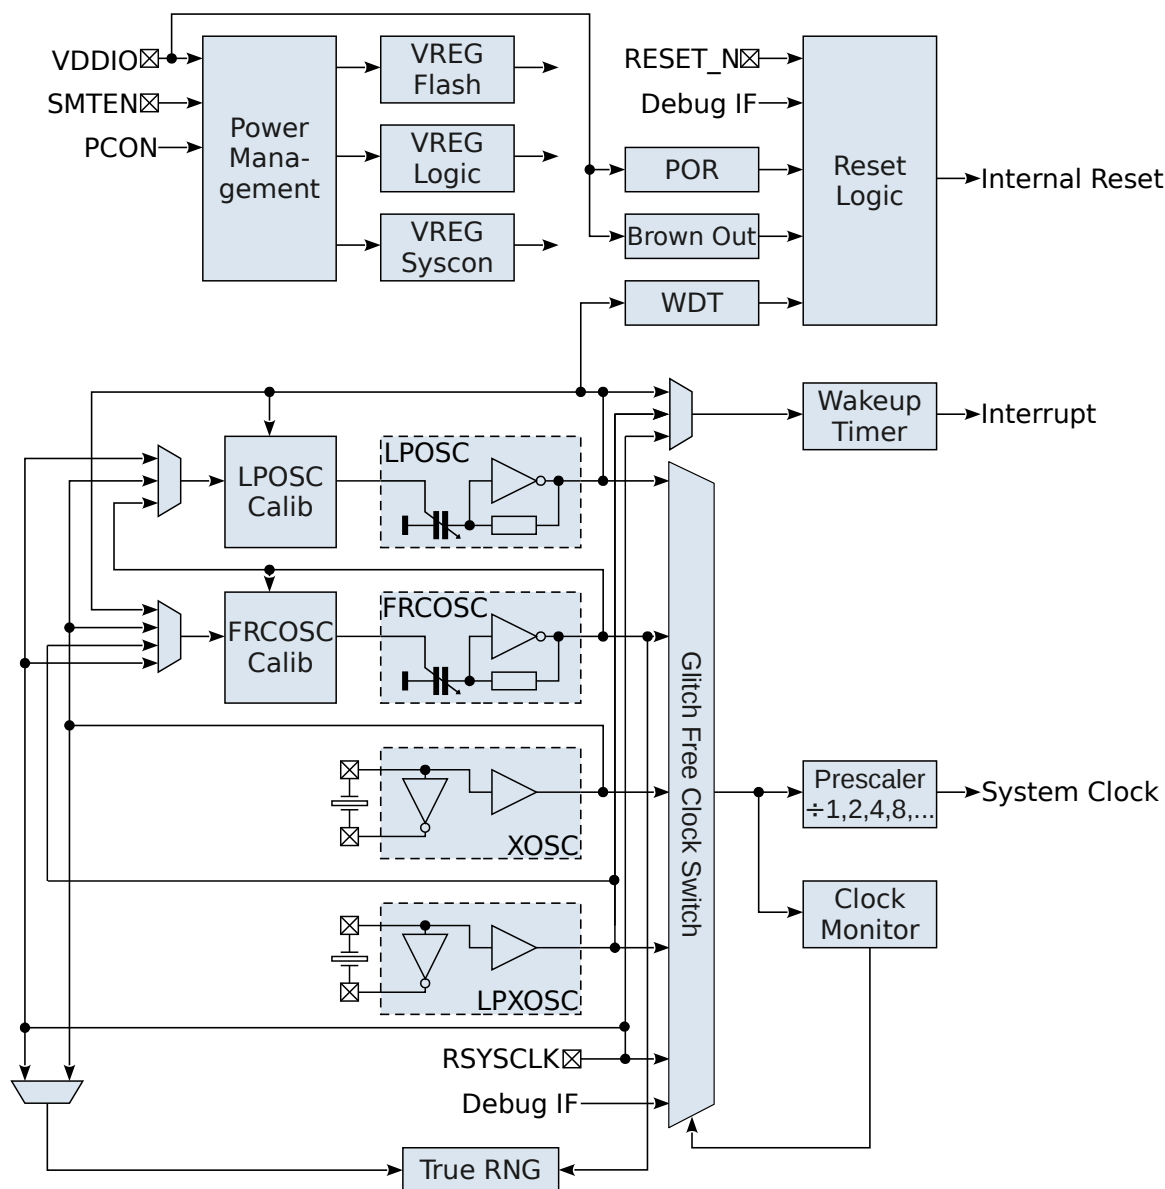 VDDIO
SMTEN
PCON
Power
Mana-
gement
VREG
Flash
VREG
Logic
VREG
Syscon
RESET_N
Debug IF
POR
Brown Out
WDT
Reset
Logic
Internal Reset
Wakeup
Timer
Interrupt
LPOSC
Calib
LPOSC
FRCOSC
Calib
FRCOSC
XOSC
LPXOSC
RSYSCLK
Debug IF
Glitch Free Clock Switch
Prescaler
÷1,2,4,8,...
System Clock
Clock
Monitor
True RNG